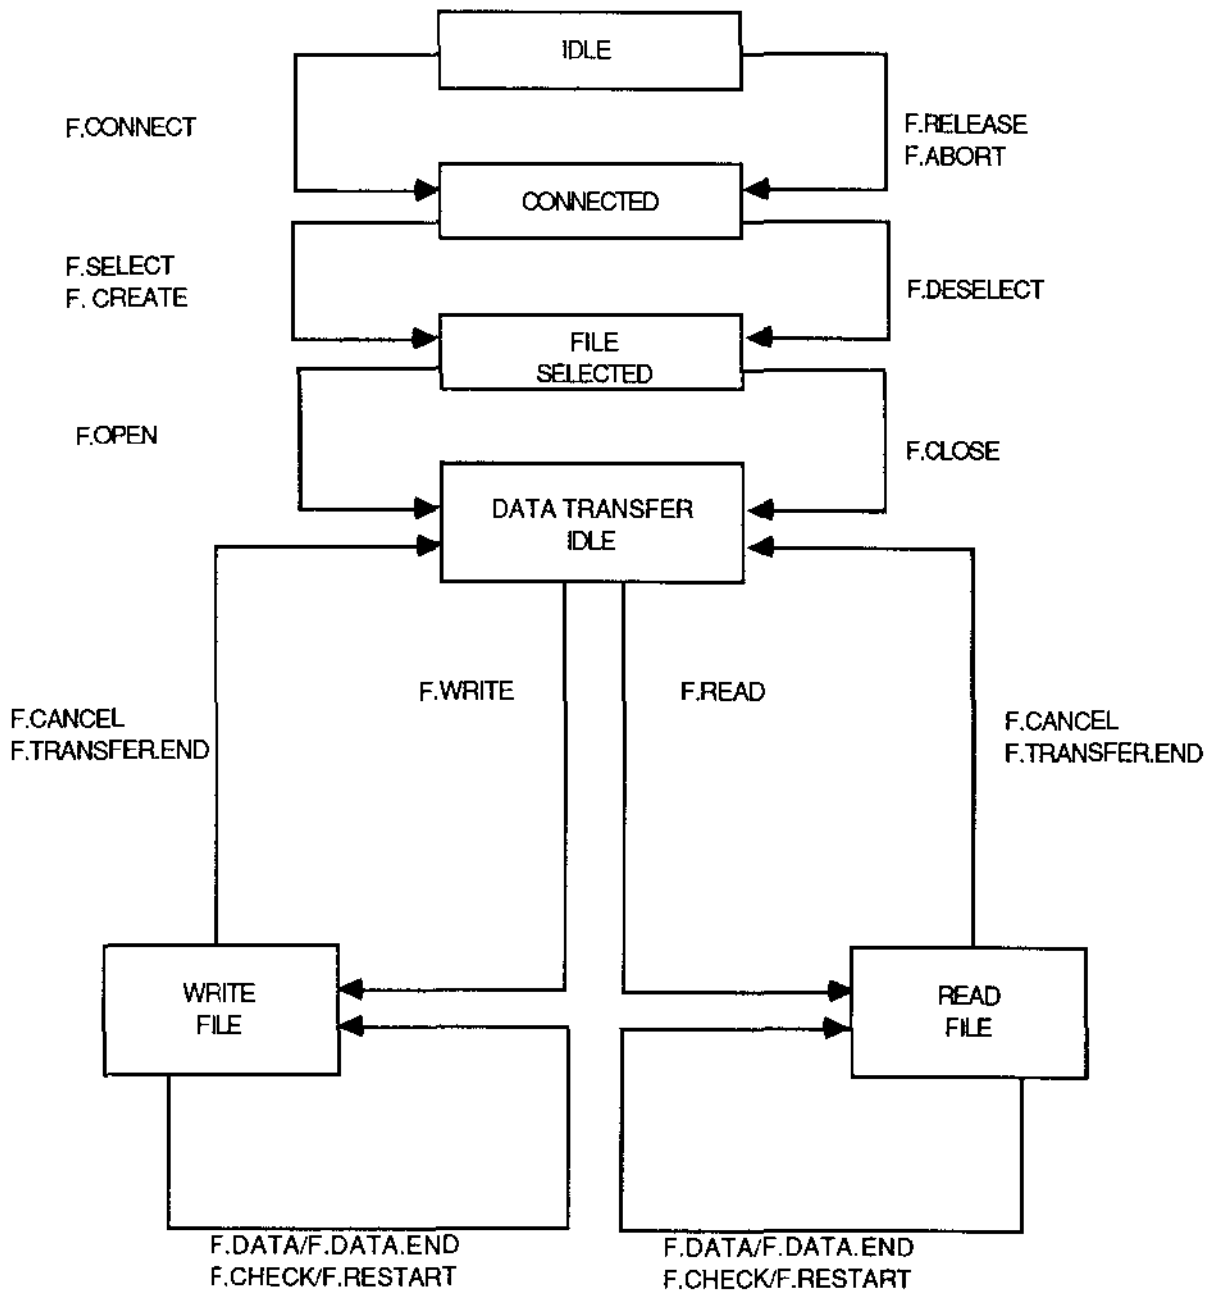 IDLE
F.CONNECT
F.RELEASE
F.ABORT
CONNECTED
F.SELECT
F. CREATE
F.DESELECT
FILE
SELECTED
F.OPEN
F.CLOSE
DATA TRANSFER
IDLE
F.WRITE
F.READ
F.CANCEL
F.TRANSFER.END
F.CANCEL
F.TRANSFER.END
WRITE
FILE
READ
FILE
F.DATA/F.DATA.END
F.CHECK/F.RESTART
F.DATA/F.DATA.END
F.CHECK/F.RESTART